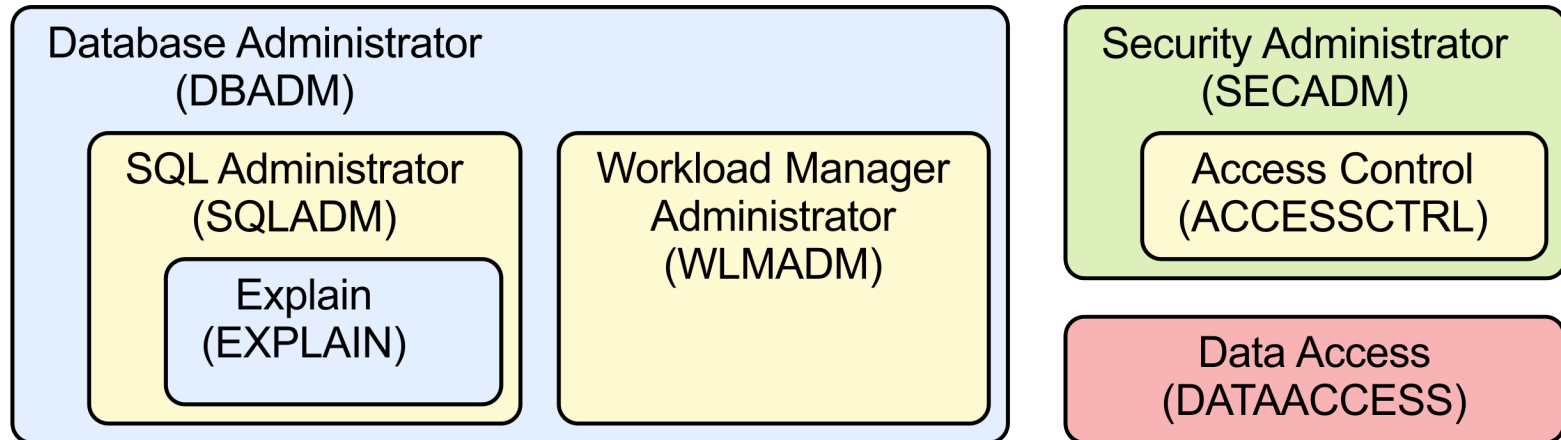 Database Administrator
(DBADM)
SQL Administrator
(SQLADM)
Explain
(EXPLAIN)
Workload Manager
Administrator
(WLMADM)
Security Administrator
(SECADM)
Access Control
(ACCESSCTRL)
Data Access
(DATAACCESS)